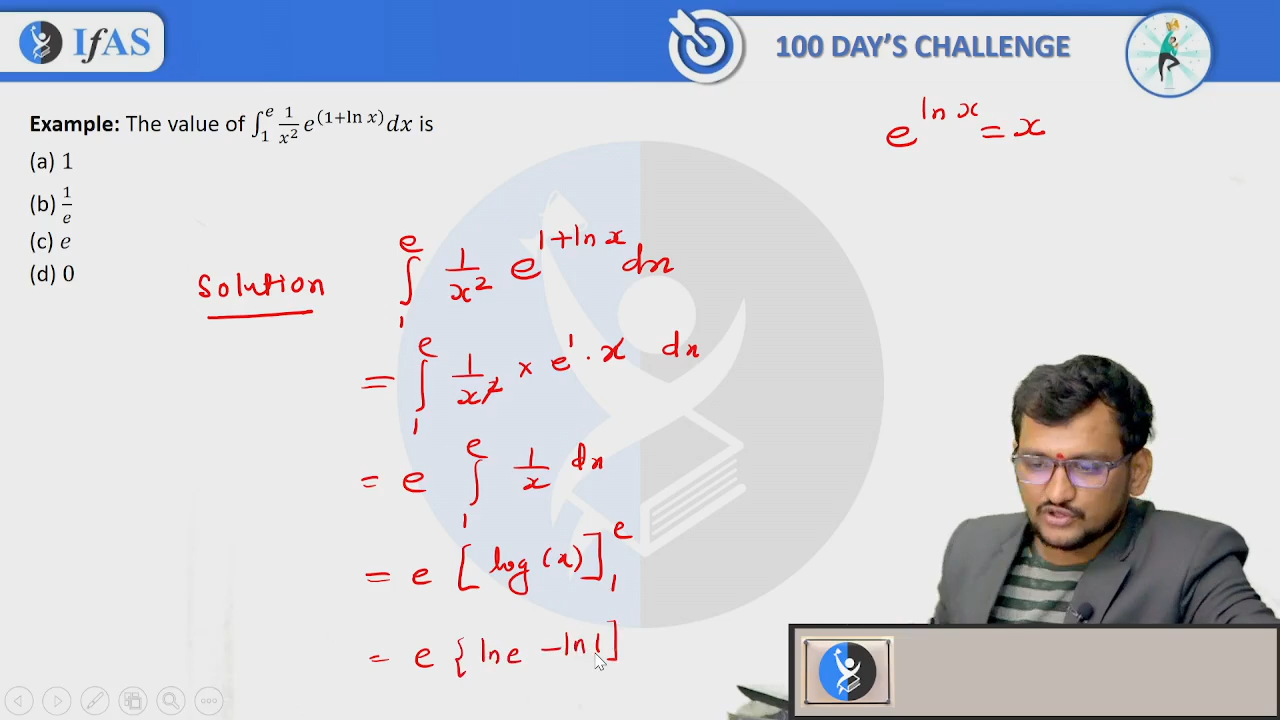 IfAS
100 DAY'S CHALLENGE
Example: The value of ∫₁ᵉ 1/x² e^(1+ln x) dx is
(a) 1
(b) 1/e
(c) e
(d) 0
e^(ln x) = x
Solution ∫₁ᵉ 1/x² e^(1+ln x) dx
= ∫₁ᵉ 1/x² × e¹ · x dx
= e ∫₁ᵉ 1/x dx
= e [log(x)]₁ᵉ
= e {ln e - ln 1]